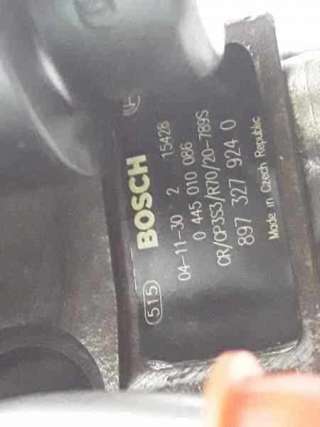 515 BOSCH
04-11-30 2 15428
0 445 010 086
CR/CP3S3/R70/20-789S
897 327 924 0
Made in Czech Republic